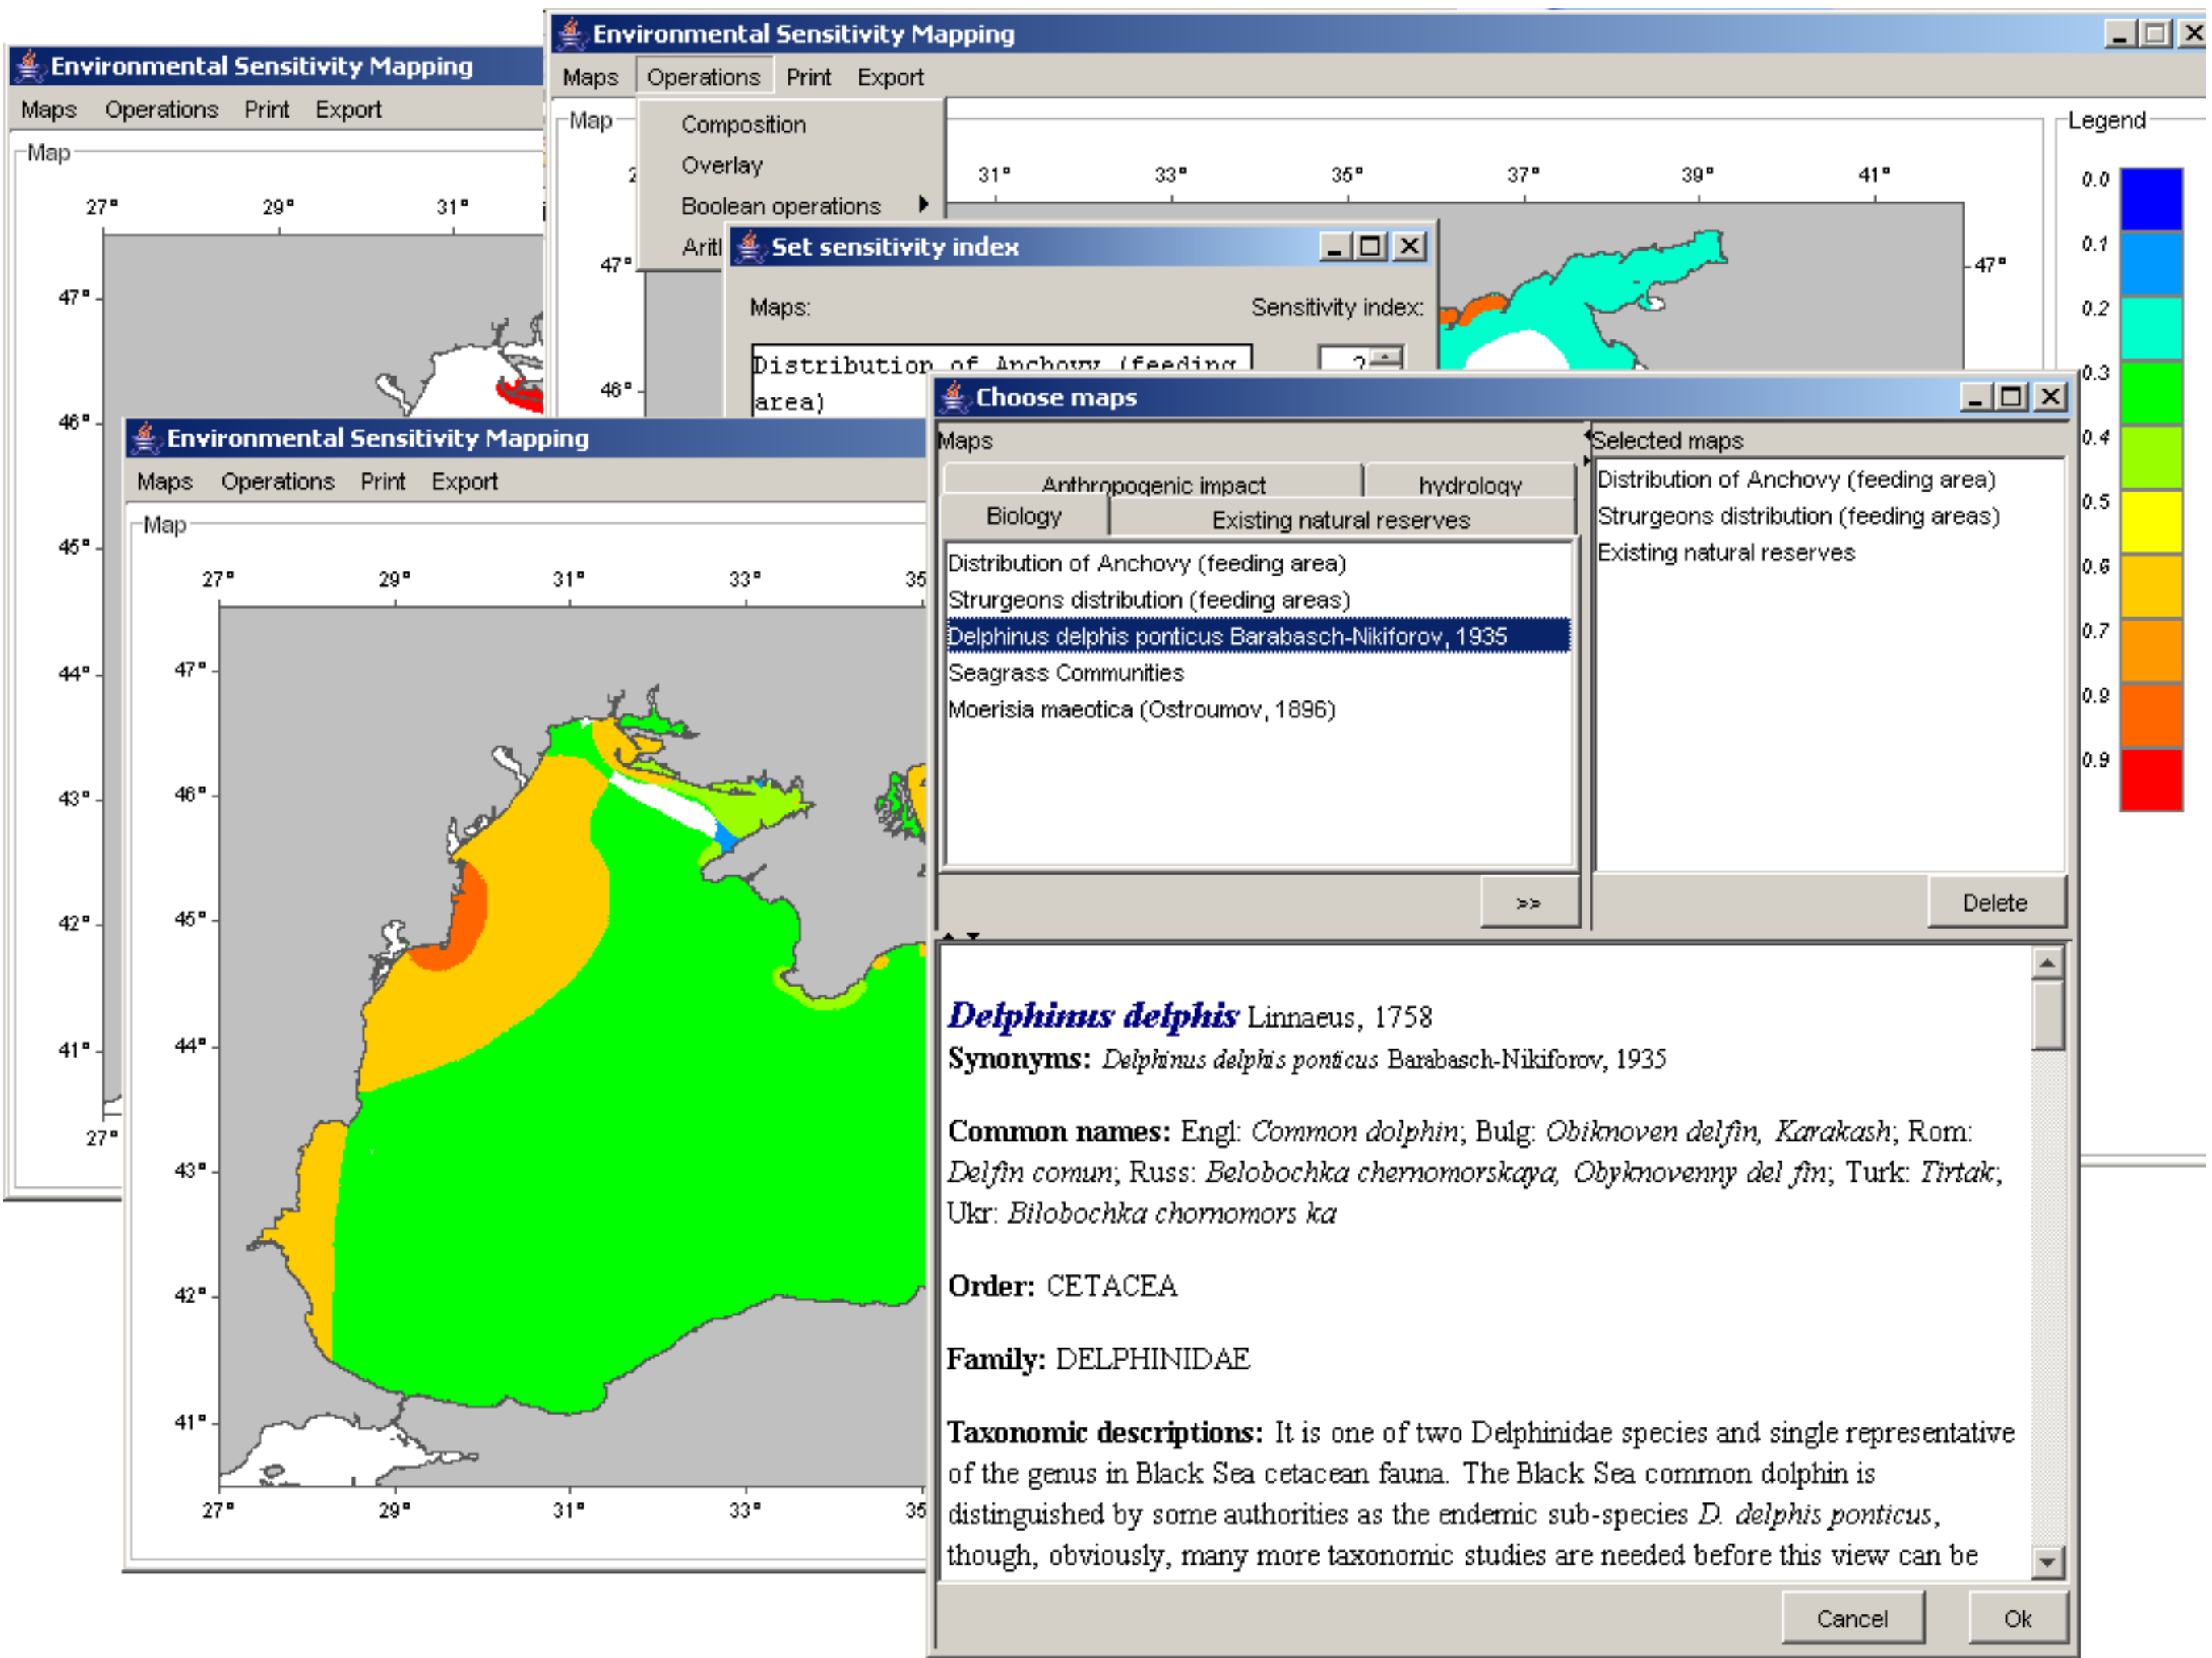 Environmental Sensitivity Mapping
Maps Operations Print Export
Map
27° 29° 31°
47°
46°
45°
44°
43°
42°
41°
27°
Environmental Sensitivity Mapping
Maps Operations Print Export
Composition
Overlay
Boolean operations
Map
31° 33° 35° 37° 39° 41°
47°
46°
47°
Legend
0.0
0.1
0.2
0.3
0.4
0.5
0.6
0.7
0.8
0.9
Set sensitivity index
Maps: Sensitivity index:
Distribution of Anchovy (feeding
area)
2
Environmental Sensitivity Mapping
Maps Operations Print Export
Map
27° 29° 31° 33° 35
47°
46°
45°
44°
43°
42°
41°
27° 29° 31° 33° 35
Choose maps
Maps
Anthropogenic impact hydrology
Biology Existing natural reserves
Distribution of Anchovy (feeding area)
Strurgeons distribution (feeding areas)
Delphinus delphis ponticus Barabasch-Nikiforov, 1935
Seagrass Communities
Moerisia maeotica (Ostroumov, 1896)
>>
Selected maps
Distribution of Anchovy (feeding area)
Strurgeons distribution (feeding areas)
Existing natural reserves
Delete
Delphinus delphis Linnaeus, 1758
Synonyms: Delphinus delphis ponticus Barabasch-Nikiforov, 1935
Common names: Engl: Common dolphin; Bulg: Obiknoven delfin, Karakash; Rom:
Delfin comun; Russ: Belobochka chernomorskaya, Obyknovenny del fin; Turk: Tirtak;
Ukr: Bilobochka chornomors ka
Order: CETACEA
Family: DELPHINIDAE
Taxonomic descriptions: It is one of two Delphinidae species and single representative
of the genus in Black Sea cetacean fauna. The Black Sea common dolphin is
distinguished by some authorities as the endemic sub-species D. delphis ponticus,
though, obviously, many more taxonomic studies are needed before this view can be
Cancel Ok